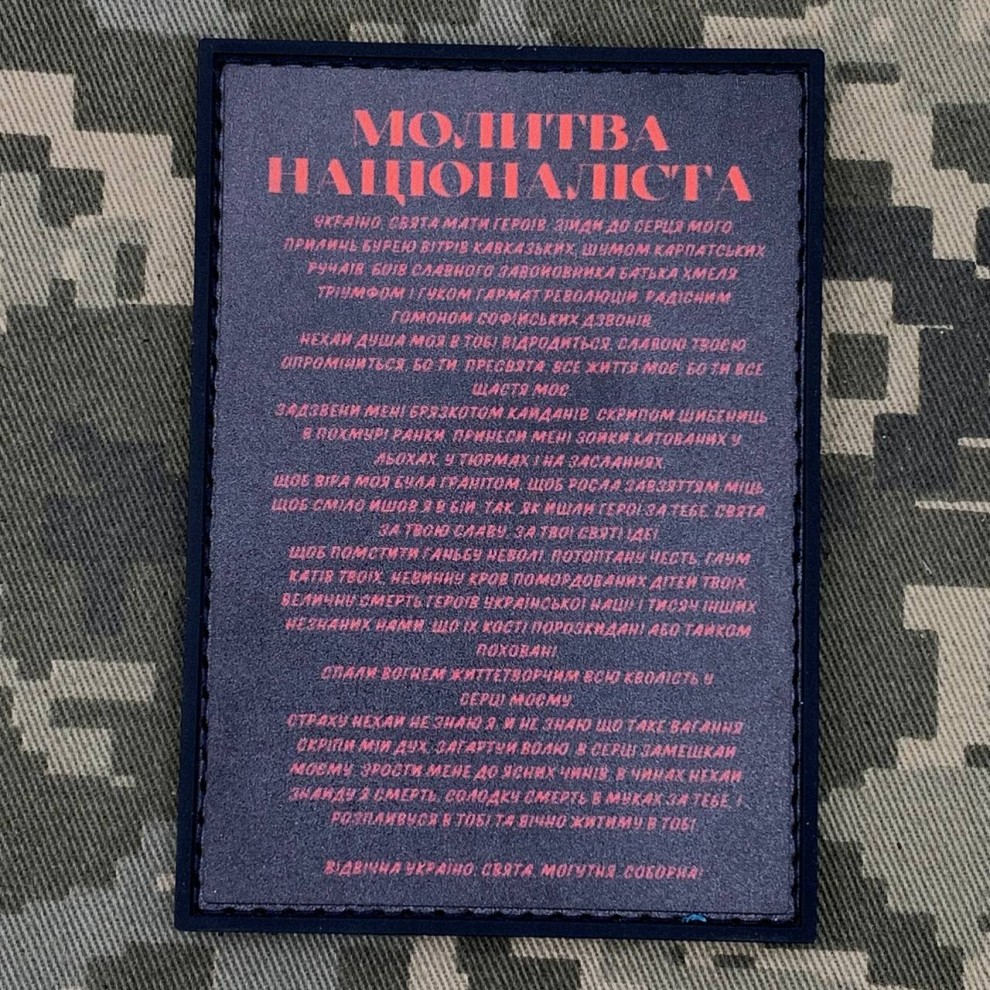 МОЛИТВА
НАЦІОНАЛІСТА
УКРАЇНО, СВЯТА МАТИ ГЕРОЇВ, ЗІЙДИ ДО СЕРЦЯ МОГО,
ПРИЛИНЬ БУРЕЮ ВІТРІВ КАВКАЗЬКИХ, ШУМОМ КАРПАТСЬКИХ
РУЧАЇВ, БОЇВ СЛАВНОГО ЗАВОЙОВНИКА БАТЬКА ХМЕЛЯ,
ТРІУМФОМ І ГУКОМ ГАРМАТ РЕВОЛЮЦІЙ, РАДІСНИМ
ГОМОНОМ СОФІЙСЬКИХ ДЗВОНІВ.
НЕХАЙ ДУША МОЯ В ТОБІ ВІДРОДИТЬСЯ, СЛАВОЮ ТВОЄЮ
ОПРОМІНИТЬСЯ, БО ТИ, ПРЕСВЯТА, ВСЕ ЖИТТЯ МОЄ, БО ТИ ВСЕ
ЩАСТЯ МОЄ.
ЗАДЗВЕНИ МЕНІ БРЯЗКОТОМ КАЙДАНІВ, СКРИПОМ ШИБЕНИЦЬ
В ПОХМУРІ РАНКИ, ПРИНЕСИ МЕНІ ЗОЙКИ КАТОВАНИХ У
ЛЬОХАХ, У ТЮРМАХ І НА ЗАСЛАННЯХ,
ЩОБ ВІРА МОЯ БУЛА ГРАНІТОМ, ЩОБ РОСЛА ЗАВЗЯТТЯМ МІЦЬ,
ЩОБ СМІЛО ЙШОВ Я В БІЙ, ТАК, ЯК ЙШЛИ ГЕРОЇ ЗА ТЕБЕ, СВЯТА,
ЗА ТВОЮ СЛАВУ, ЗА ТВОЇ СВЯТІ ІДЕЇ
ЩОБ ПОМСТИТИ ГАНЬБУ НЕВОЛІ, ПОТОПТАНУ ЧЕСТЬ, ГЛУМ
КАТІВ ТВОЇХ, НЕВИННУ КРОВ ПОМОРДОВАНИХ ДІТЕЙ ТВОЇХ,
ВЕЛИЧНУ СМЕРТЬ ГЕРОЇВ УКРАЇНСЬКОЇ НАЦІЇ І ТИСЯЧ ІНШИХ
НЕЗНАНИХ НАМИ, ЩО ЇХ КОСТІ ПОРОЗКИДАНІ АБО ТАЙКОМ
ПОХОВАНІ.
СПАЛИ ВОГНЕМ ЖИТТЄТВОРЧИМ ВСЮ КВОЛІСТЬ У
СЕРЦІ МОЄМУ,
СТРАХУ НЕХАЙ НЕ ЗНАЮ Я, Й НЕ ЗНАЮ ЩО ТАКЕ ВАГАННЯ.
СКРІПИ МІЙ ДУХ, ЗАГАРТУЙ ВОЛЮ, В СЕРЦІ ЗАМЕШКАЙ
МОЄМУ, ЗРОСТИ МЕНЕ ДО ЯСНИХ ЧИНІВ, В ЧИНАХ НЕХАЙ
ЗНАЙДУ Я СМЕРТЬ, СОЛОДКУ СМЕРТЬ В МУКАХ ЗА ТЕБЕ, І
РОЗПЛИВУСЯ В ТОБІ ТА ВІЧНО ЖИТИМУ В ТОБІ
ВІДВІЧНА УКРАЇНО, СВЯТА, МОГУТНЯ, СОБОРНА!